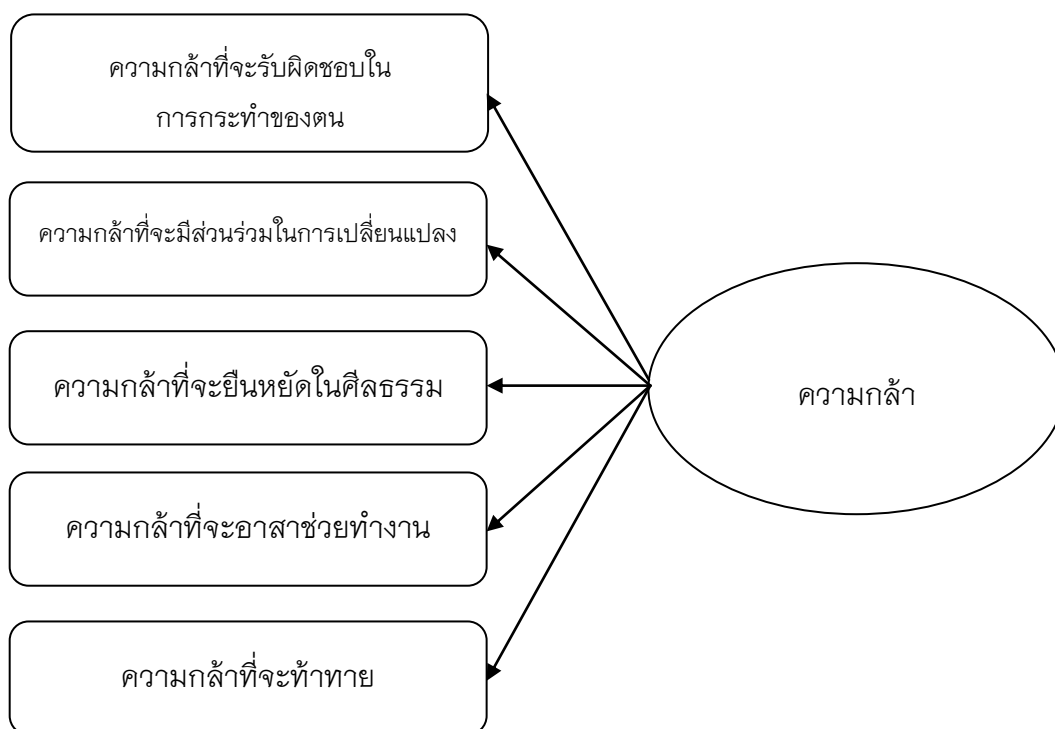 ความกล้าที่จะรับผิดชอบใน
การกระทำของตน
ความกล้าที่จะมีส่วนร่วมในการเปลี่ยนแปลง
ความกล้าที่จะยืนหยัดในศีลธรรม
ความกล้า
ความกล้าที่จะอาสาช่วยทำงาน
ความกล้าที่จะท้าทาย